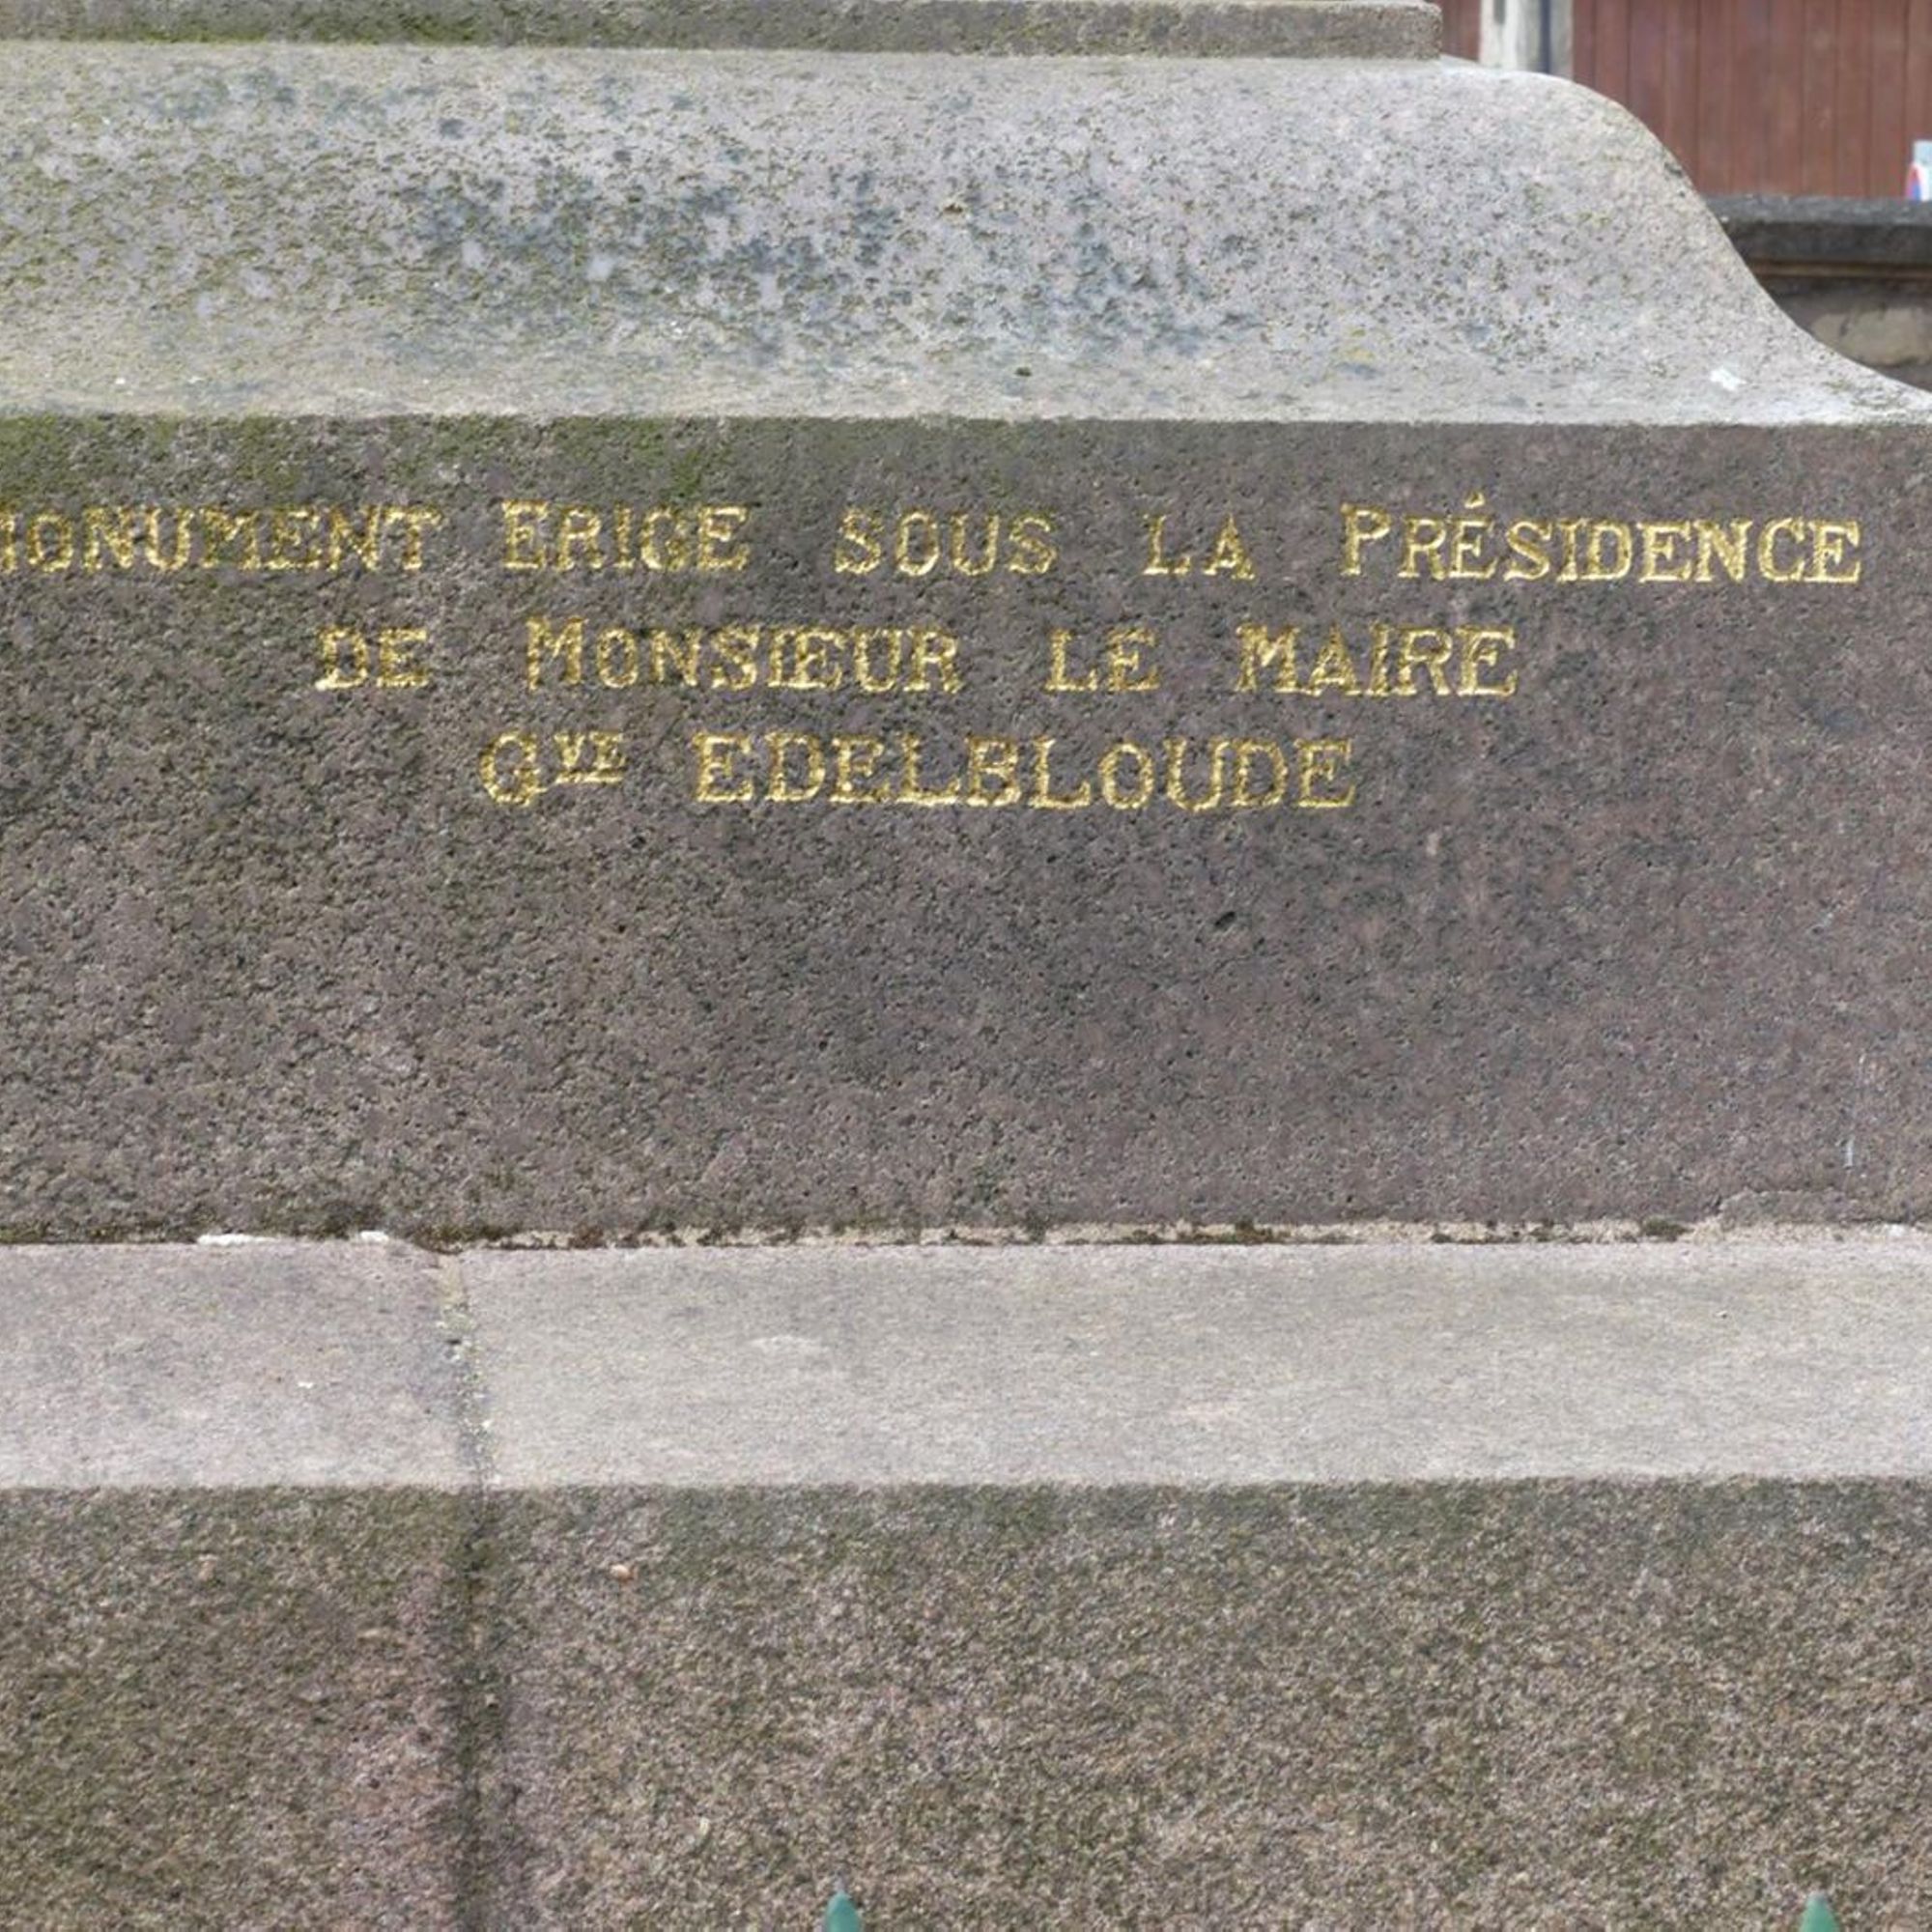 MONUMENT ERIGE SOUS LA PRÉSIDENCE
DE MONSIEUR LE MAIRE
GVE EDELBLOUDE